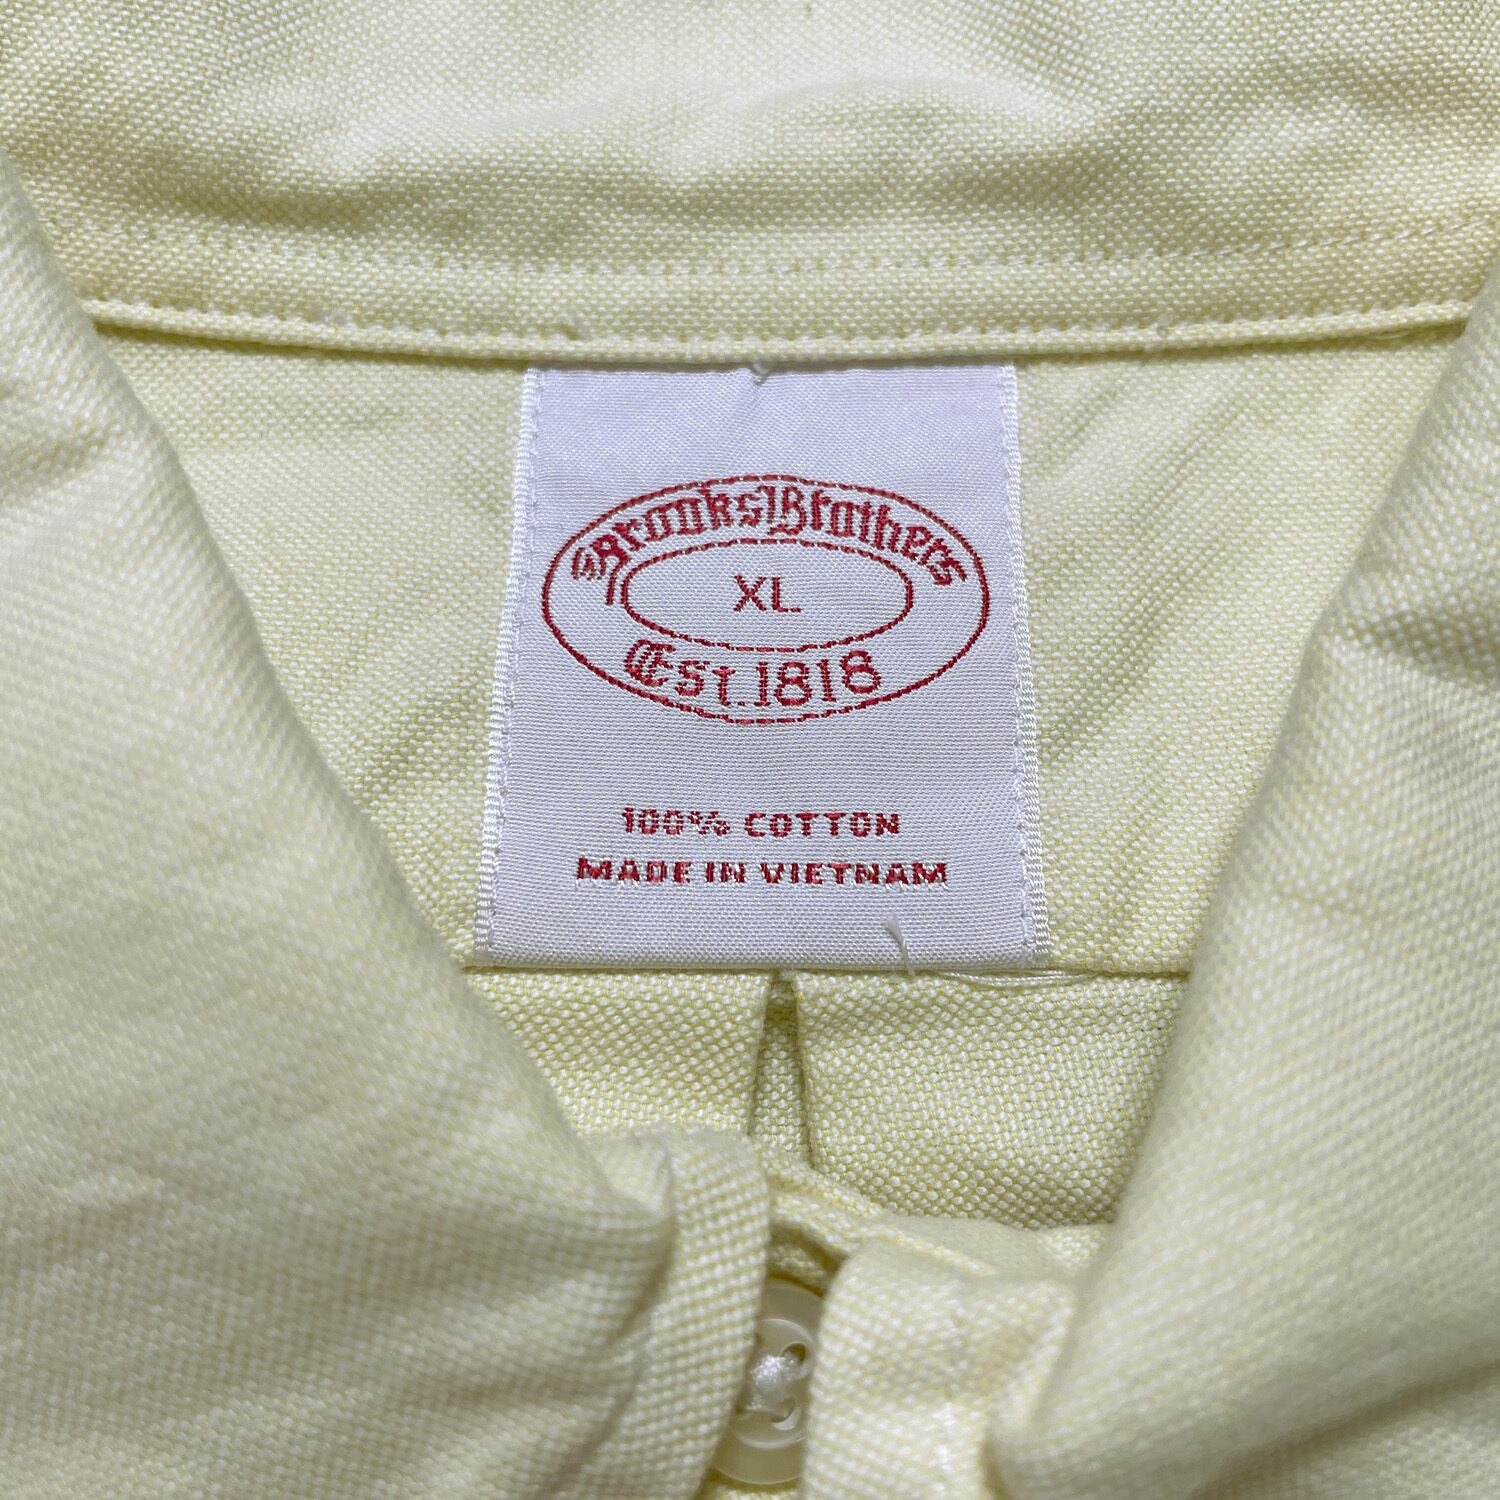 Brooks Brothers
XL
Est. 1818
100% COTTON
MADE IN VIETNAM